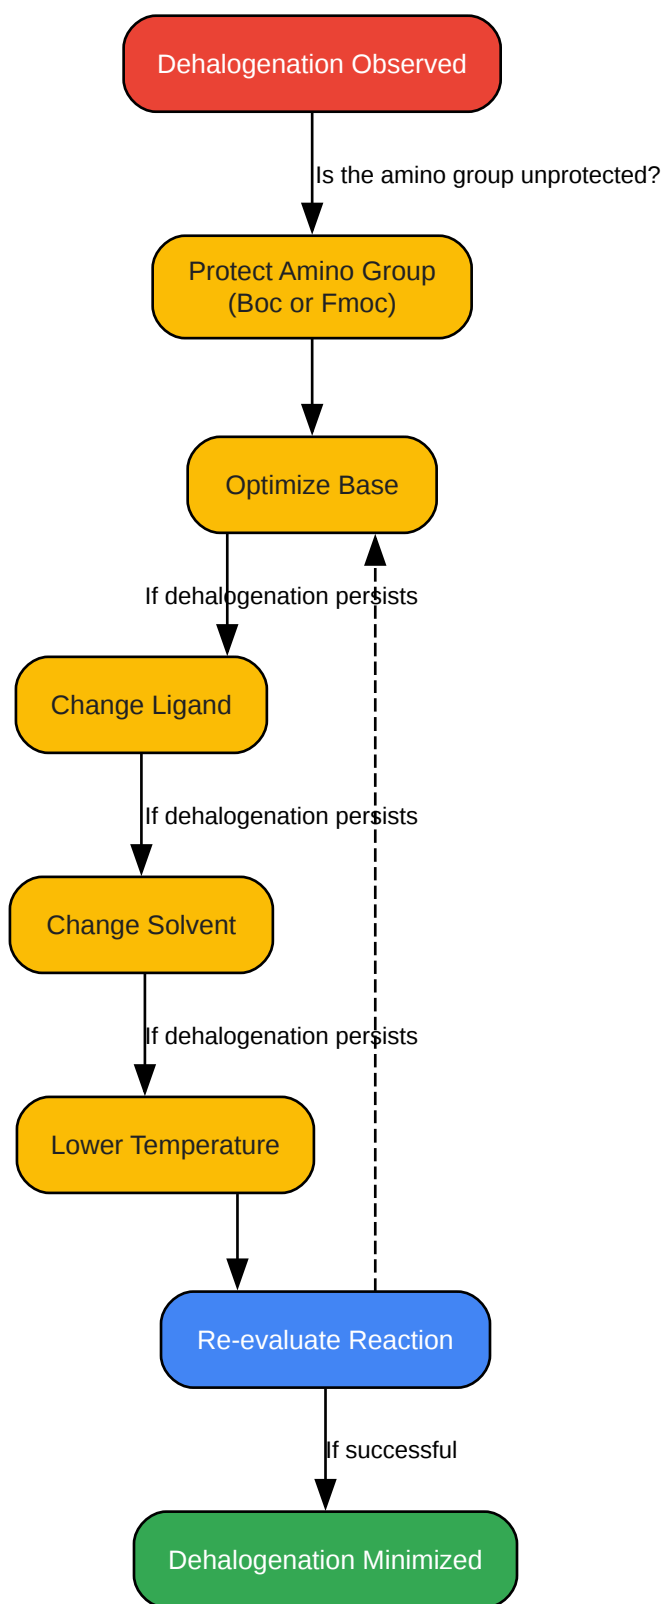 Dehalogenation Observed
Is the amino group unprotected?
Protect Amino Group
(Boc or Fmoc)
Optimize Base
If dehalogenation persists
Change Ligand
If dehalogenation persists
Change Solvent
If dehalogenation persists
Lower Temperature
Re-evaluate Reaction
If successful
Dehalogenation Minimized